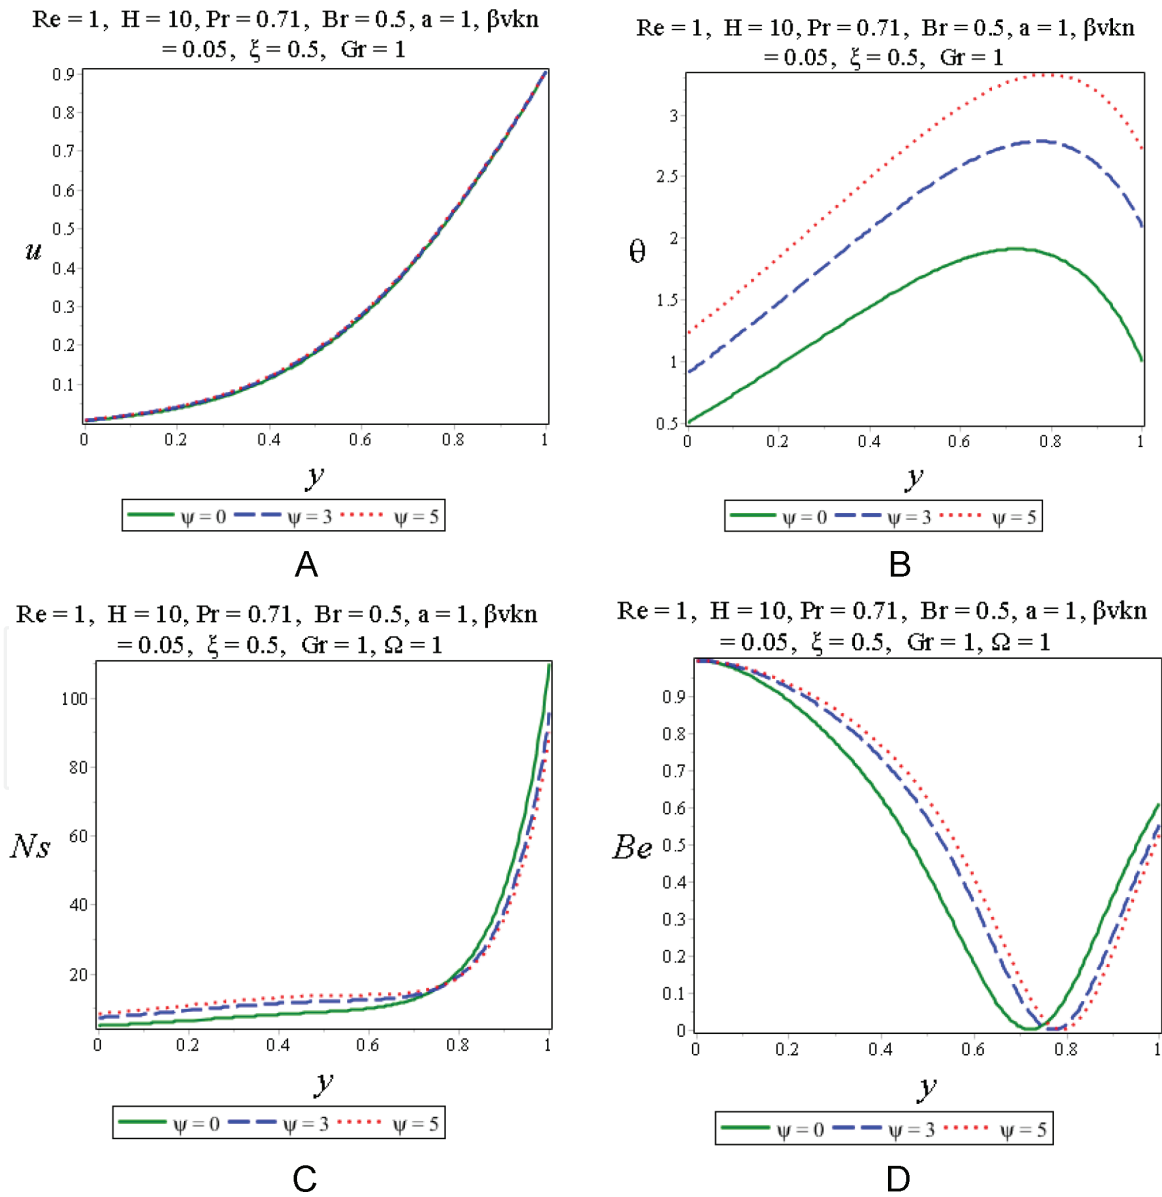 Re = 1, H = 10, Pr = 0.71, Br = 0.5, a = 1, βvkn
= 0.05, ξ = 0.5, Gr = 1
0.9
0.8
0.7
0.6
0.5
0.4
0.3
0.2
0.1
u
0 0.2 0.4 0.6 0.8 1
y
ψ = 0 ψ = 3 ψ = 5
A
Re = 1, H = 10, Pr = 0.71, Br = 0.5, a = 1, βvkn
= 0.05, ξ = 0.5, Gr = 1
3
2.5
2
1.5
1
0.5
θ
0 0.2 0.4 0.6 0.8 1
y
ψ = 0 ψ = 3 ψ = 5
B
Re = 1, H = 10, Pr = 0.71, Br = 0.5, a = 1, βvkn
= 0.05, ξ = 0.5, Gr = 1, Ω = 1
100
80
60
40
20
Ns
0 0.2 0.4 0.6 0.8 1
y
ψ = 0 ψ = 3 ψ = 5
C
Re = 1, H = 10, Pr = 0.71, Br = 0.5, a = 1, βvkn
= 0.05, ξ = 0.5, Gr = 1, Ω = 1
0.9
0.8
0.7
0.6
0.5
0.4
0.3
0.2
0.1
0
Be
0 0.2 0.4 0.6 0.8 1
y
ψ = 0 ψ = 3 ψ = 5
D